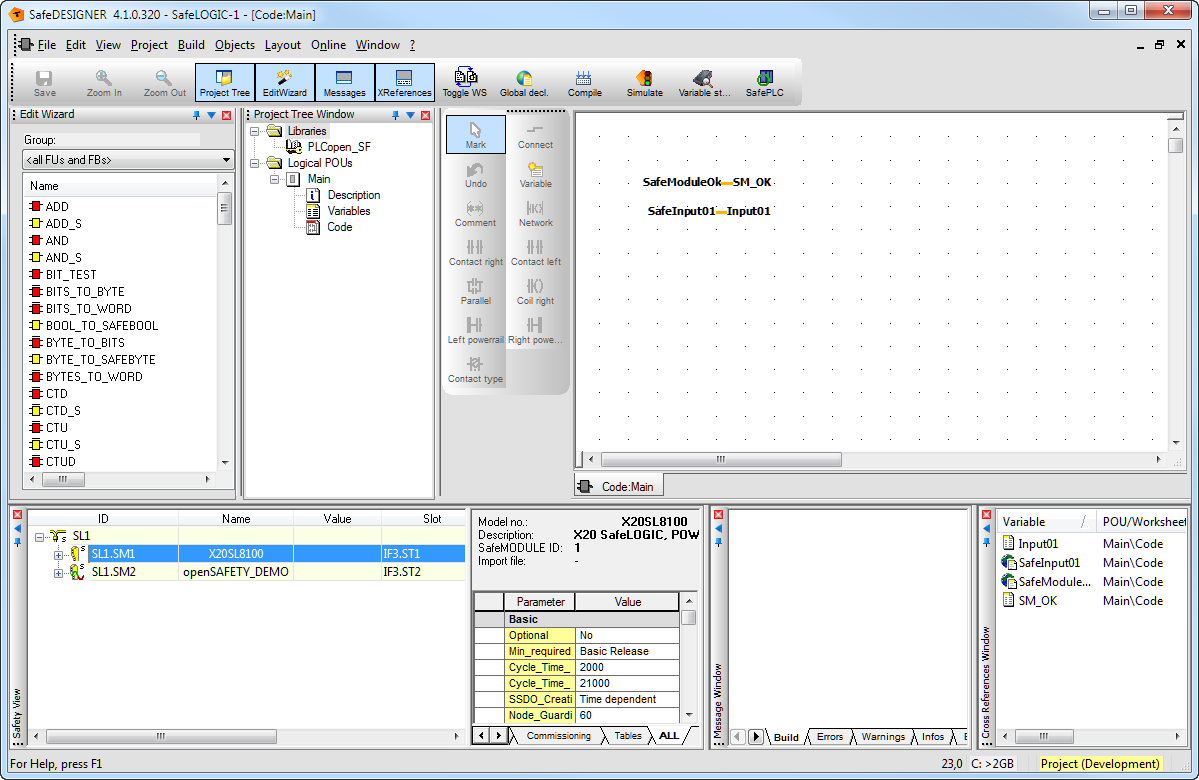 SafeDESIGNER 4.1.0.320 - SafeLOGIC-1 - [Code:Main]
File Edit View Project Build Objects Layout Online Window ?
Save Zoom In Zoom Out Project Tree EditWizard Messages XReferences Toggle WS Global decl. Compile Simulate Variable st... SafePLC
Edit Wizard
Group:
<all FUs and FBs>
Name
ADD
ADD_S
AND
AND_S
BIT_TEST
BITS_TO_BYTE
BITS_TO_WORD
BOOL_TO_SAFEBOOL
BYTE_TO_BITS
BYTE_TO_SAFEBYTE
BYTES_TO_WORD
CTD
CTD_S
CTU
CTU_S
CTUD
Project Tree Window
Libraries
PLCopen_SF
Logical POUs
Main
Description
Variables
Code
Mark Connect
Undo Variable
Comment Network
Contact right Contact left
Parallel Coil right
Left powerrail Right powe...
Contact type
SafeModuleOk SM_OK
SafeInput01 Input01
Code:Main
Safety View
ID Name Value Slot
SL1
SL1.SM1 X20SL8100 IF3.ST1
SL1.SM2 openSAFETY_DEMO IF3.ST2
Model no.: X20SL8100
Description: X20 SafeLOGIC, POW
SafeMODULE ID: 1
Import file: -
Parameter Value
Basic
Optional No
Min_required Basic Release
Cycle_Time_ 2000
Cycle_Time_ 21000
SSDO_Creati Time dependent
Node_Guardi 60
Commissioning Tables ALL
Message Window
Build Errors Warnings Infos
Cross References Window
Variable / POU/Worksheet
Input01 Main\Code
SafeInput01 Main\Code
SafeModule... Main\Code
SM_OK Main\Code
For Help, press F1
23,0 C: >2GB Project (Development)